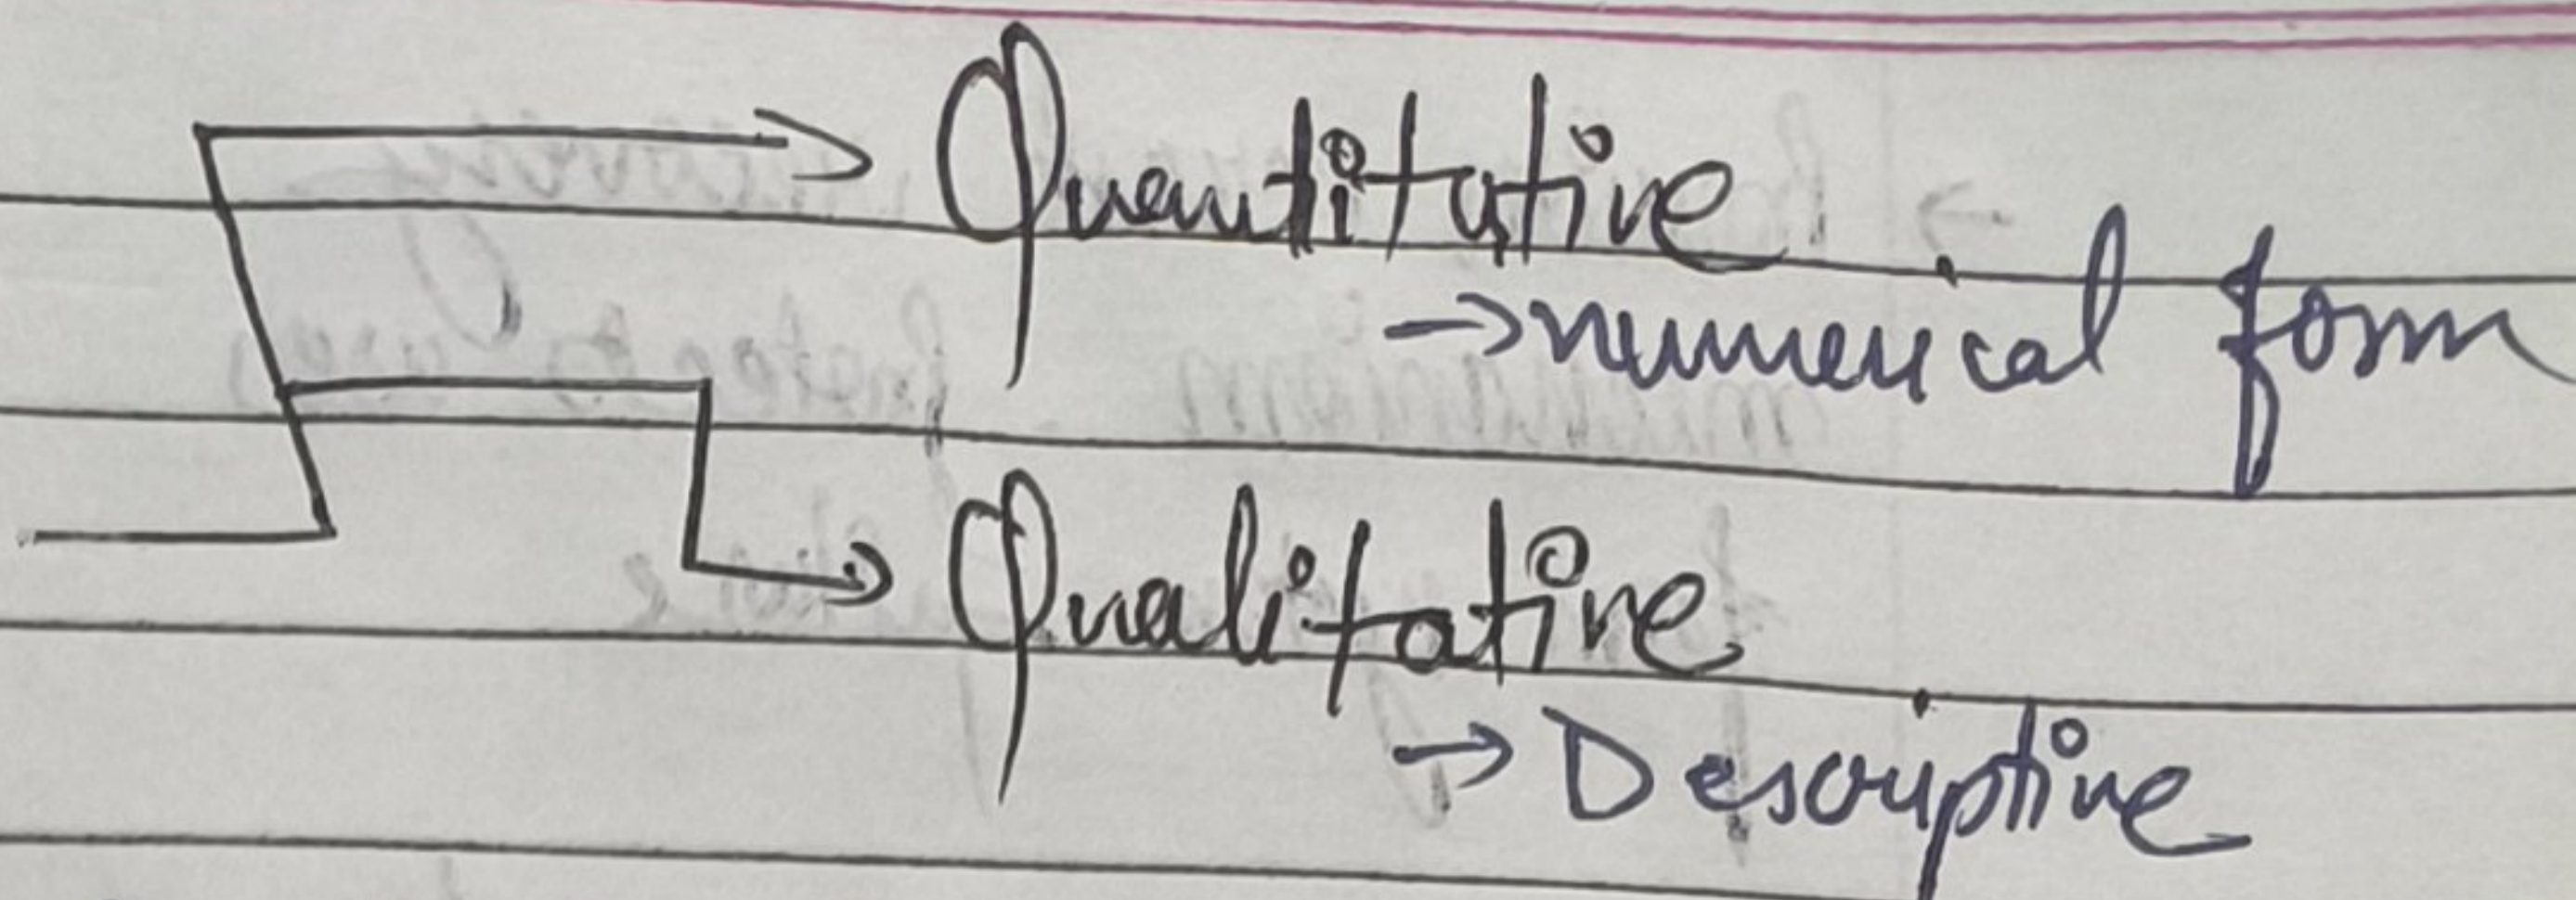 Quantitative
→ numerical form
Qualitative
→ Descriptive